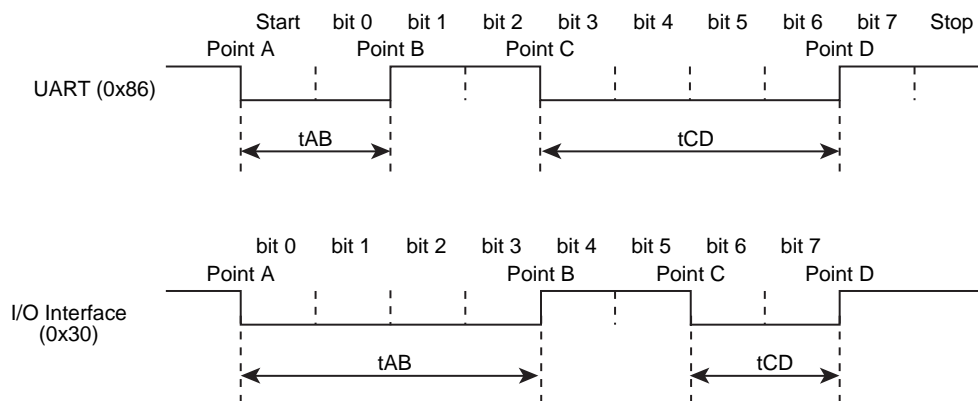 Start bit 0 bit 1 bit 2 bit 3 bit 4 bit 5 bit 6 bit 7 Stop
Point A Point B Point C Point D
UART (0x86)
tAB tCD
bit 0 bit 1 bit 2 bit 3 bit 4 bit 5 bit 6 bit 7
Point A Point B Point C Point D
I/O Interface
(0x30)
tAB tCD